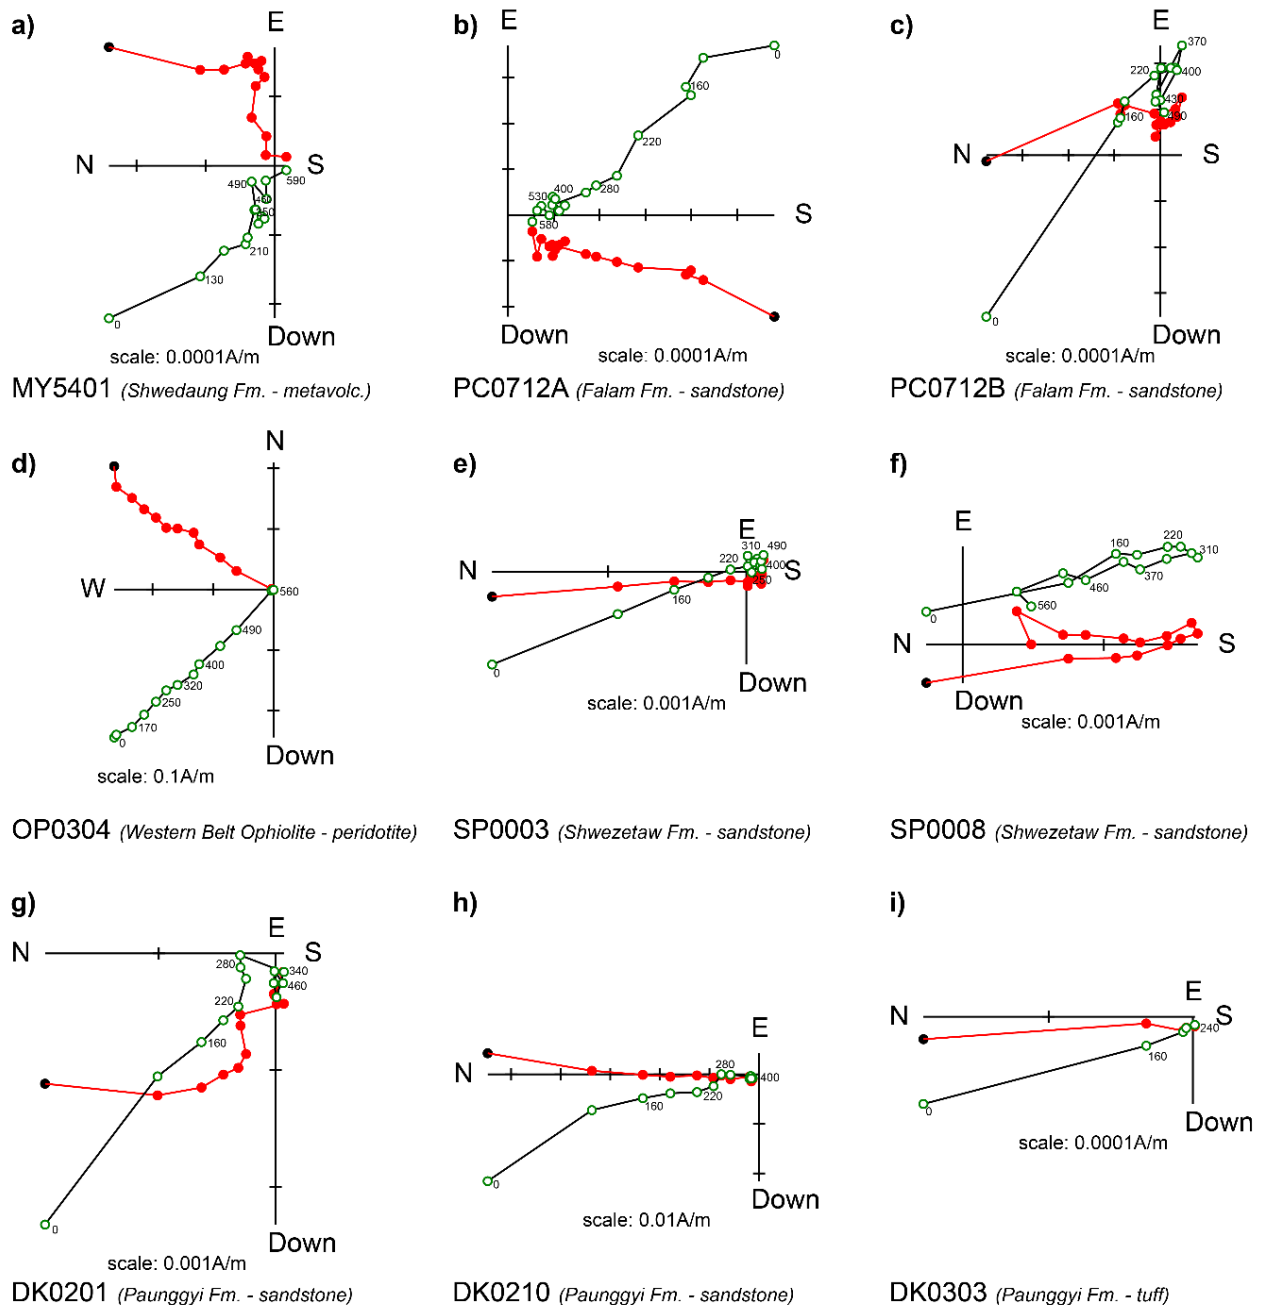 a)
E
N
S
490
590
460
350
210
130
0
Down
scale: 0.0001A/m
MY5401 (Shwedaung Fm. - metavolc.)
b)
E
0
160
220
280
400
530
580
S
Down
scale: 0.0001A/m
PC0712A (Falam Fm. - sandstone)
c)
E
370
220
400
430
490
160
N
S
0
Down
scale: 0.0001A/m
PC0712B (Falam Fm. - sandstone)
d)
N
W
560
490
400
320
250
170
0
Down
scale: 0.1A/m
OP0304 (Western Belt Ophiolite - peridotite)
e)
E
310
490
220
400
N
S
250
160
0
Down
scale: 0.001A/m
SP0003 (Shwezetaw Fm. - sandstone)
f)
E
160
220
310
370
460
560
N
S
Down
0
scale: 0.001A/m
SP0008 (Shwezetaw Fm. - sandstone)
g)
E
N
S
280
340
460
220
160
0
Down
scale: 0.001A/m
DK0201 (Paunggyi Fm. - sandstone)
h)
E
N
280
400
220
160
0
Down
scale: 0.01A/m
DK0210 (Paunggyi Fm. - sandstone)
i)
E
N
S
240
160
0
Down
scale: 0.0001A/m
DK0303 (Paunggyi Fm. - tuff)